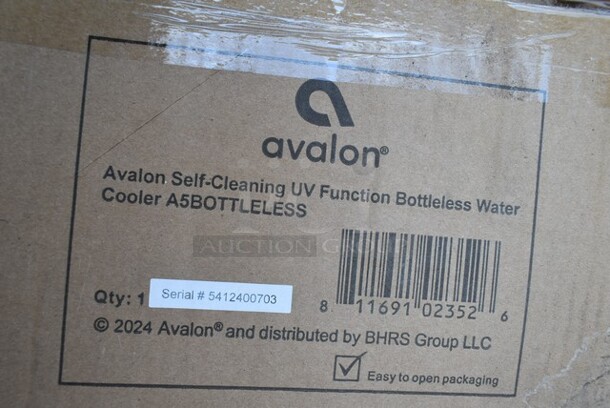 avalon®
Avalon Self-Cleaning UV Function Bottleless Water
Cooler A5BOTTLELESS
AUCTION GROUP
Qty: 1 Serial # 5412400703
8 11691 02352 6
© 2024 Avalon® and distributed by BHRS Group LLC
Easy to open packaging